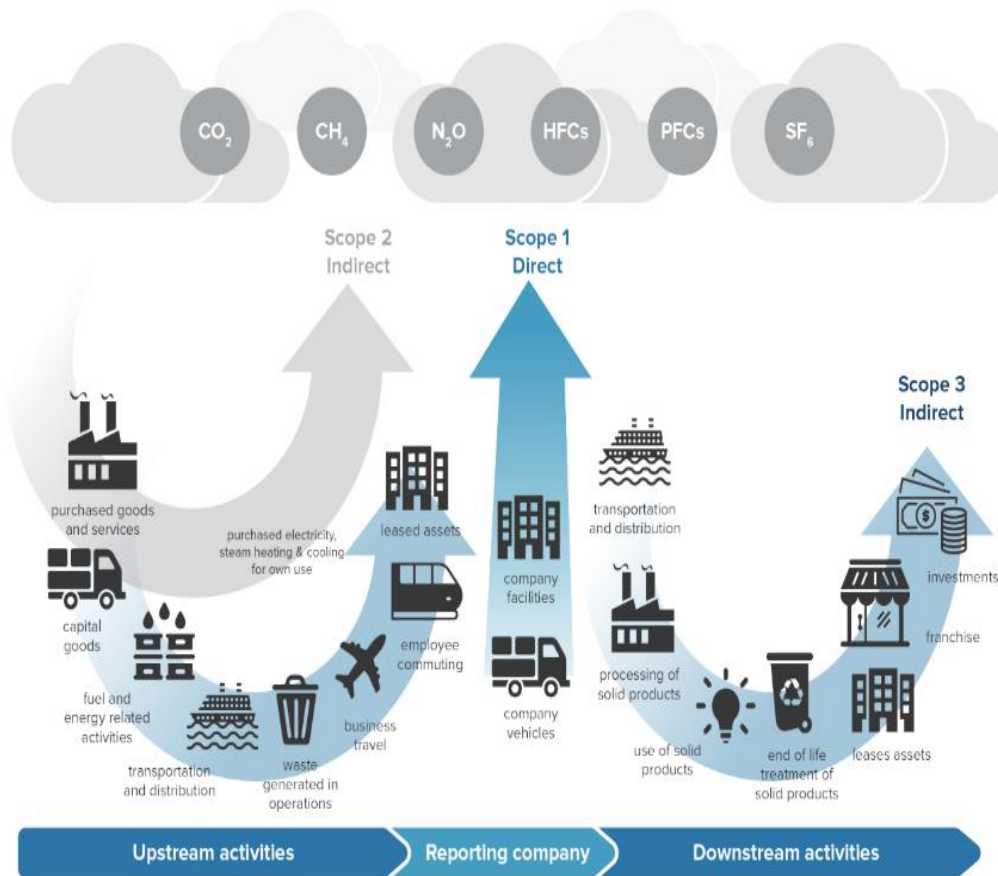 CO₂
CH₄
N₂O
HFCs
PFCs
SF₆
Scope 2
Indirect
Scope 1
Direct
Scope 3
Indirect
purchased goods
and services
capital
goods
fuel and
energy related
activities
transportation
and distribution
waste
generated in
operations
business
travel
employee
commuting
leased assets
purchased electricity,
steam heating & cooling
for own use
company
facilities
company
vehicles
transportation
and distribution
processing of
solid products
use of solid
products
end of life
treatment of
solid products
leases assets
franchise
investments
Upstream activities
Reporting company
Downstream activities